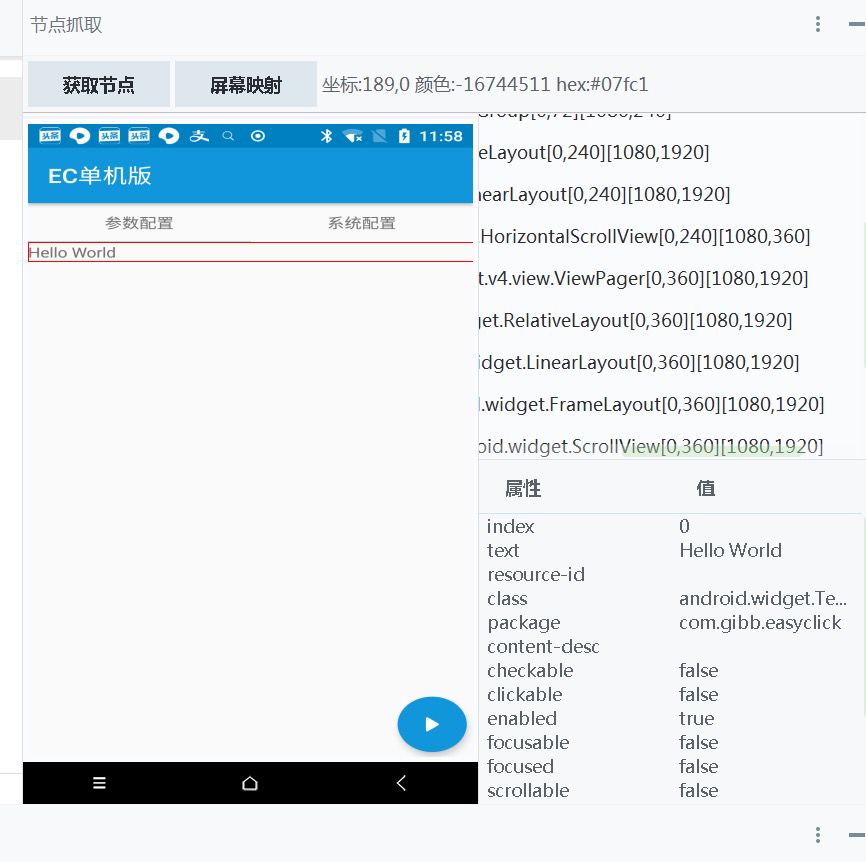 节点抓取
获取节点 屏幕映射 坐标:189,0 颜色:-16744511 hex:#07fc1
头条 头条 头条 11:58
EC单机版
参数配置 系统配置
Hello World
Group[0,72][1080,240]
eLayout[0,240][1080,1920]
nearLayout[0,240][1080,1920]
.HorizontalScrollView[0,240][1080,360]
t.v4.view.ViewPager[0,360][1080,1920]
get.RelativeLayout[0,360][1080,1920]
idget.LinearLayout[0,360][1080,1920]
.widget.FrameLayout[0,360][1080,1920]
oid.widget.ScrollView[0,360][1080,1920]
属性 值
index 0
text Hello World
resource-id
class android.widget.Te...
package com.gibb.easyclick
content-desc
checkable false
clickable false
enabled true
focusable false
focused false
scrollable false